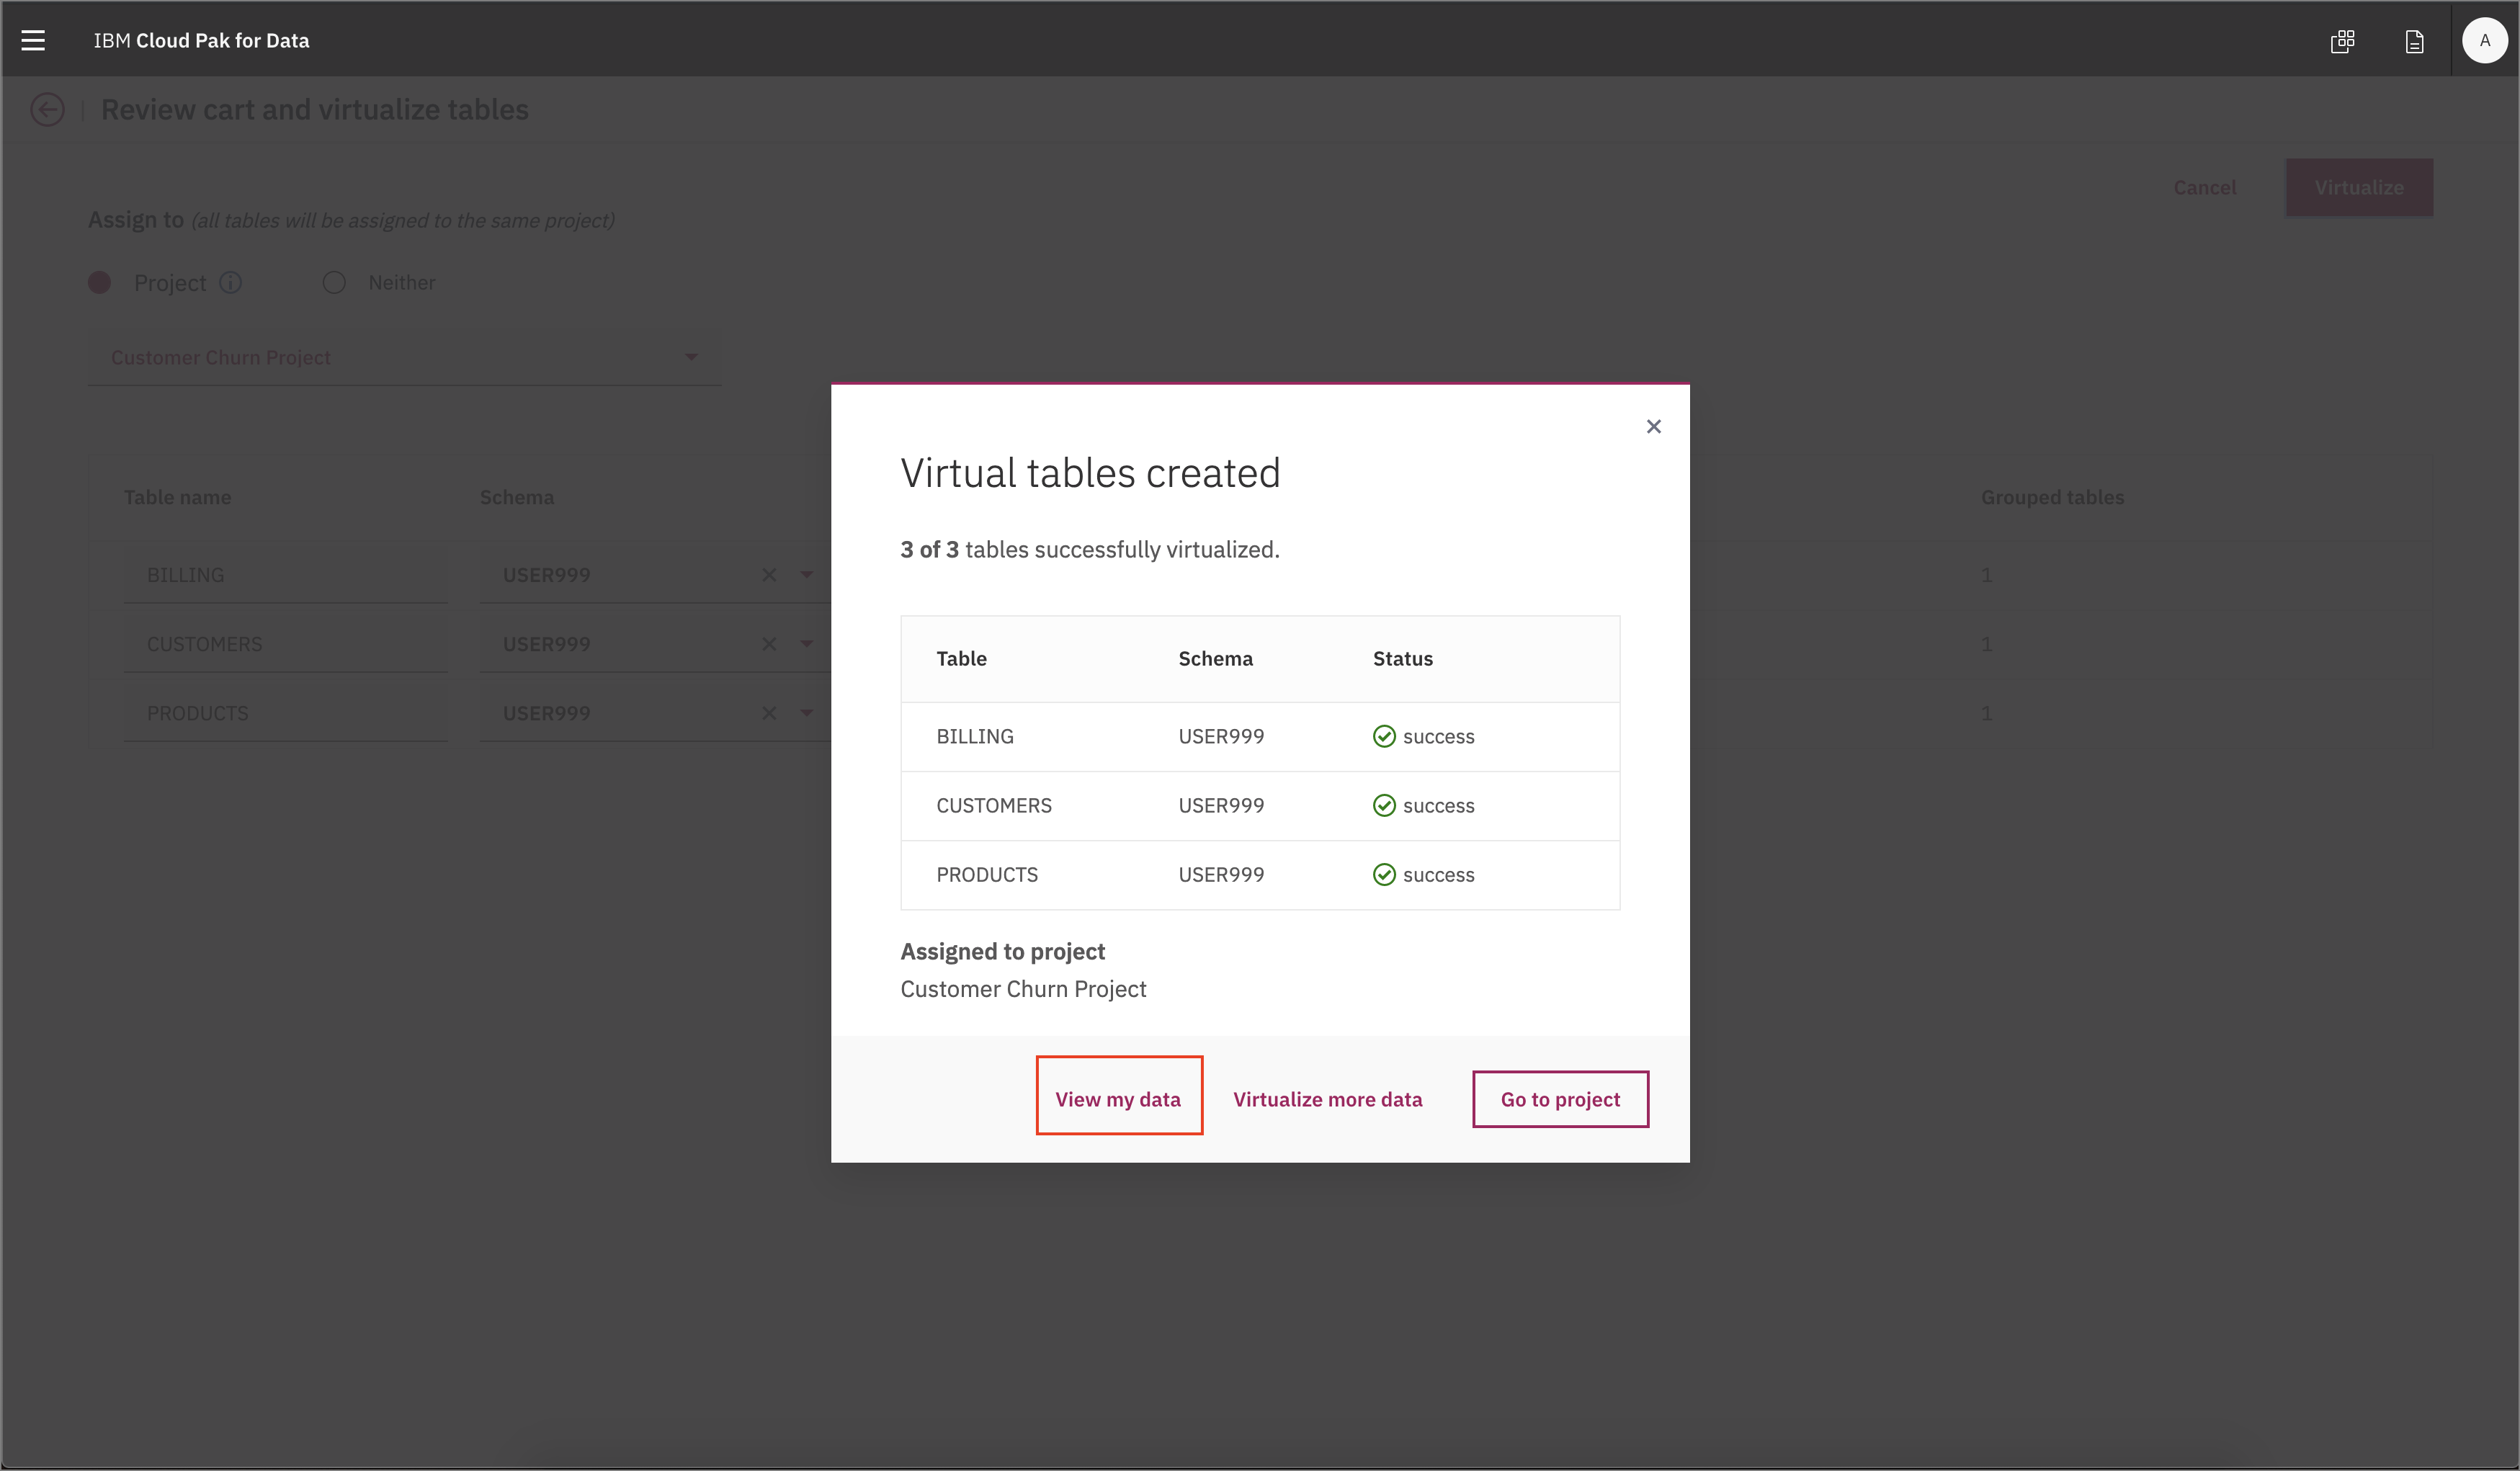 IBM Cloud Pak for Data
A
Review cart and virtualize tables
Cancel
Virtualize
Assign to (all tables will be assigned to the same project)
Project
Neither
Customer Churn Project
Table name Schema Grouped tables
BILLING USER999 1
CUSTOMERS USER999 1
PRODUCTS USER999 1
Virtual tables created
3 of 3 tables successfully virtualized.
Table Schema Status
BILLING USER999 success
CUSTOMERS USER999 success
PRODUCTS USER999 success
Assigned to project
Customer Churn Project
View my data Virtualize more data Go to project